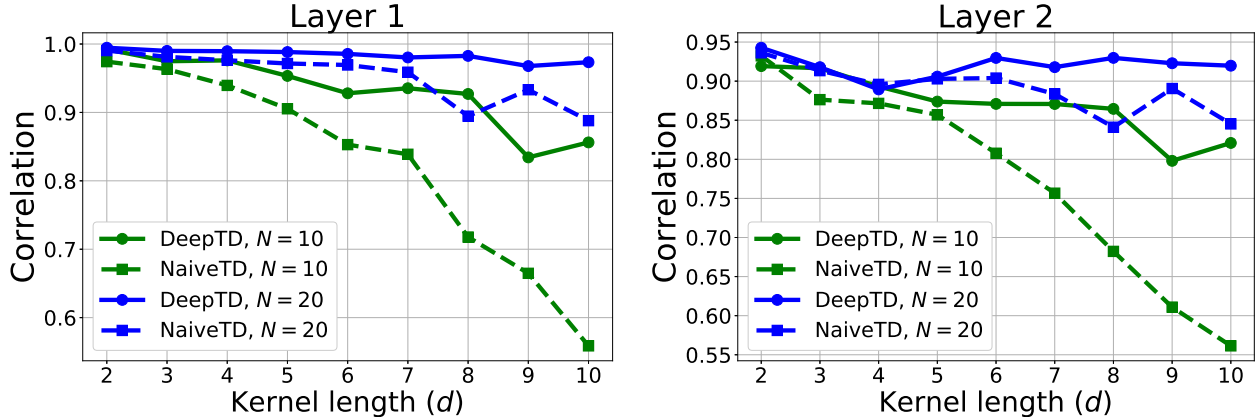 Layer 1
Correlation
1.0
0.9
0.8
0.7
0.6
DeepTD, N = 10
NaiveTD, N = 10
DeepTD, N = 20
NaiveTD, N = 20
2 3 4 5 6 7 8 9 10
Kernel length (d)
Layer 2
Correlation
0.95
0.90
0.85
0.80
0.75
0.70
0.65
0.60
0.55
DeepTD, N = 10
NaiveTD, N = 10
DeepTD, N = 20
NaiveTD, N = 20
2 3 4 5 6 7 8 9 10
Kernel length (d)